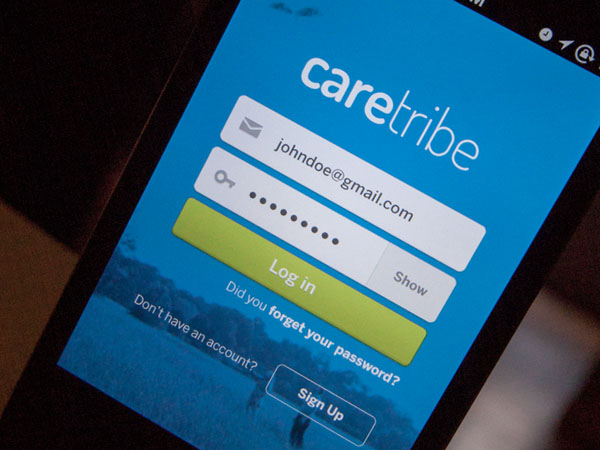 caretribe
johndoe@gmail.com
••••••••• Show
Log in
Did you forget your password?
Don't have an account? Sign Up